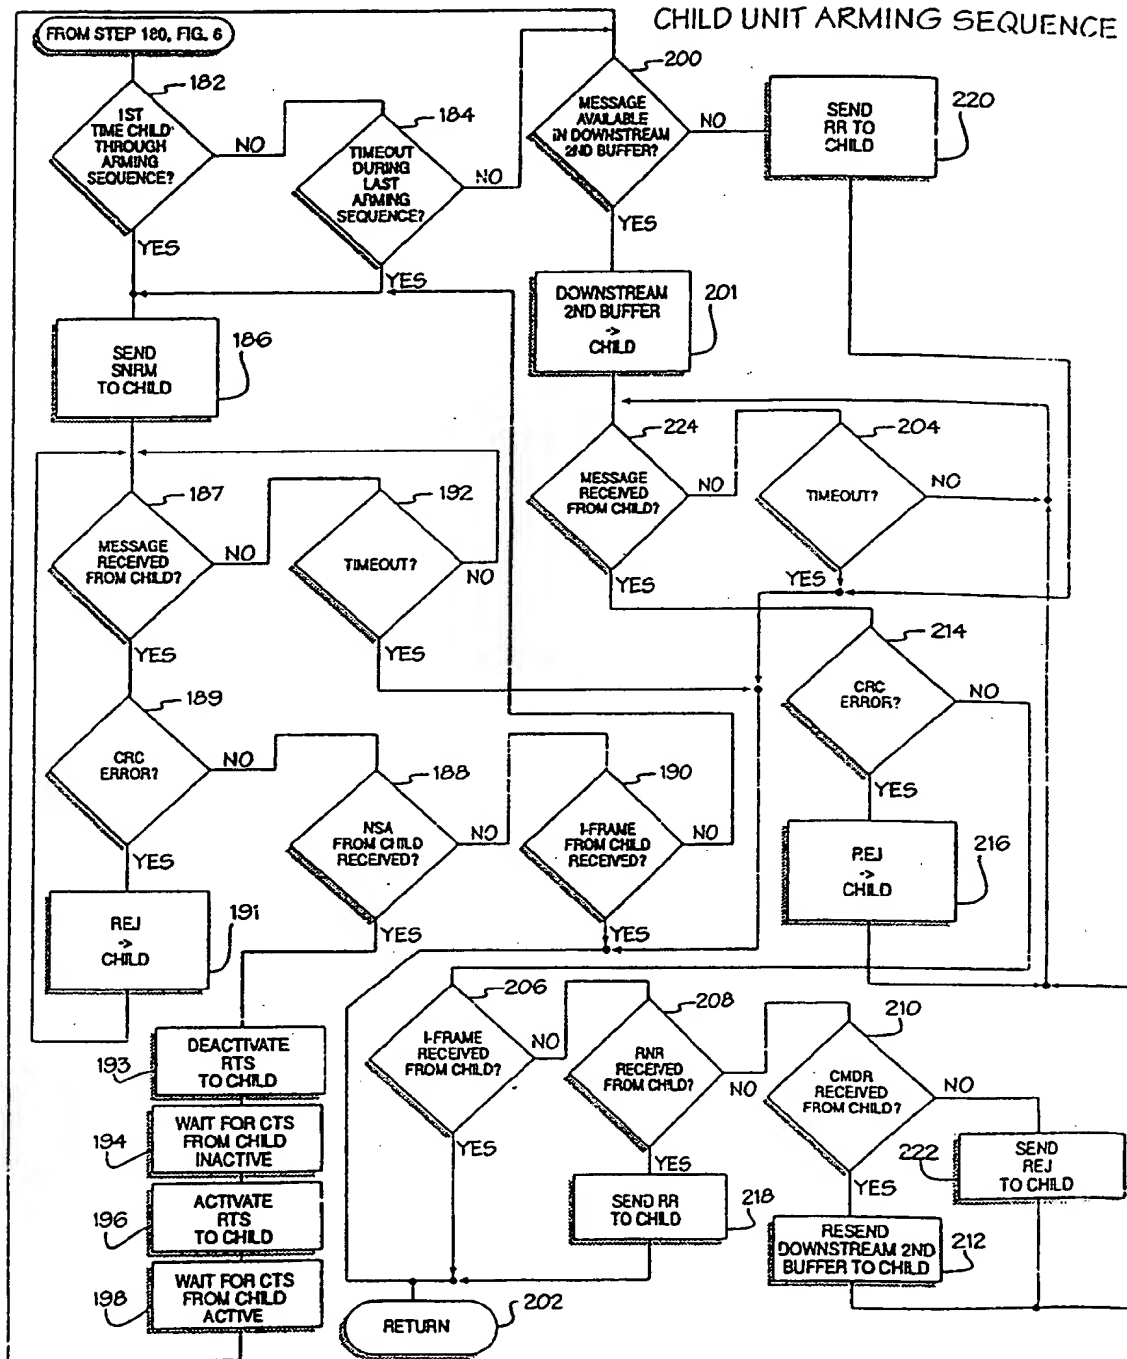 CHILD UNIT ARMING SEQUENCE
FROM STEP 180, FIG. 6
182
1ST
TIME CHILD
THROUGH
ARMING
SEQUENCE?
NO
YES
184
TIMEOUT
DURING
LAST
ARMING
SEQUENCE?
NO
YES
200
MESSAGE
AVAILABLE
IN DOWNSTREAM
2ND BUFFER?
NO
YES
SEND
RR TO
CHILD
220
DOWNSTREAM
2ND BUFFER
->
CHILD
201
SEND
SNRM
TO CHILD
186
187
MESSAGE
RECEIVED
FROM CHILD?
NO
YES
192
TIMEOUT?
NO
YES
224
MESSAGE
RECEIVED
FROM CHILD?
NO
YES
204
TIMEOUT?
NO
YES
214
CRC
ERROR?
NO
YES
189
CRC
ERROR?
NO
YES
188
NSA
FROM CHILD
RECEIVED?
NO
YES
190
I-FRAME
FROM CHILD
RECEIVED?
NO
YES
REJ
->
CHILD
216
REJ
->
CHILD
191
206
I-FRAME
RECEIVED
FROM CHILD?
NO
YES
208
RNR
RECEIVED
FROM CHILD?
NO
YES
210
CMDR
RECEIVED
FROM CHILD?
NO
YES
193
DEACTIVATE
RTS
TO CHILD
194
WAIT FOR CTS
FROM CHILD
INACTIVE
196
ACTIVATE
RTS
TO CHILD
198
WAIT FOR CTS
FROM CHILD
ACTIVE
SEND RR
TO CHILD
218
222
SEND
REJ
TO CHILD
RESEND
DOWNSTREAM 2ND
BUFFER TO CHILD
212
RETURN
202